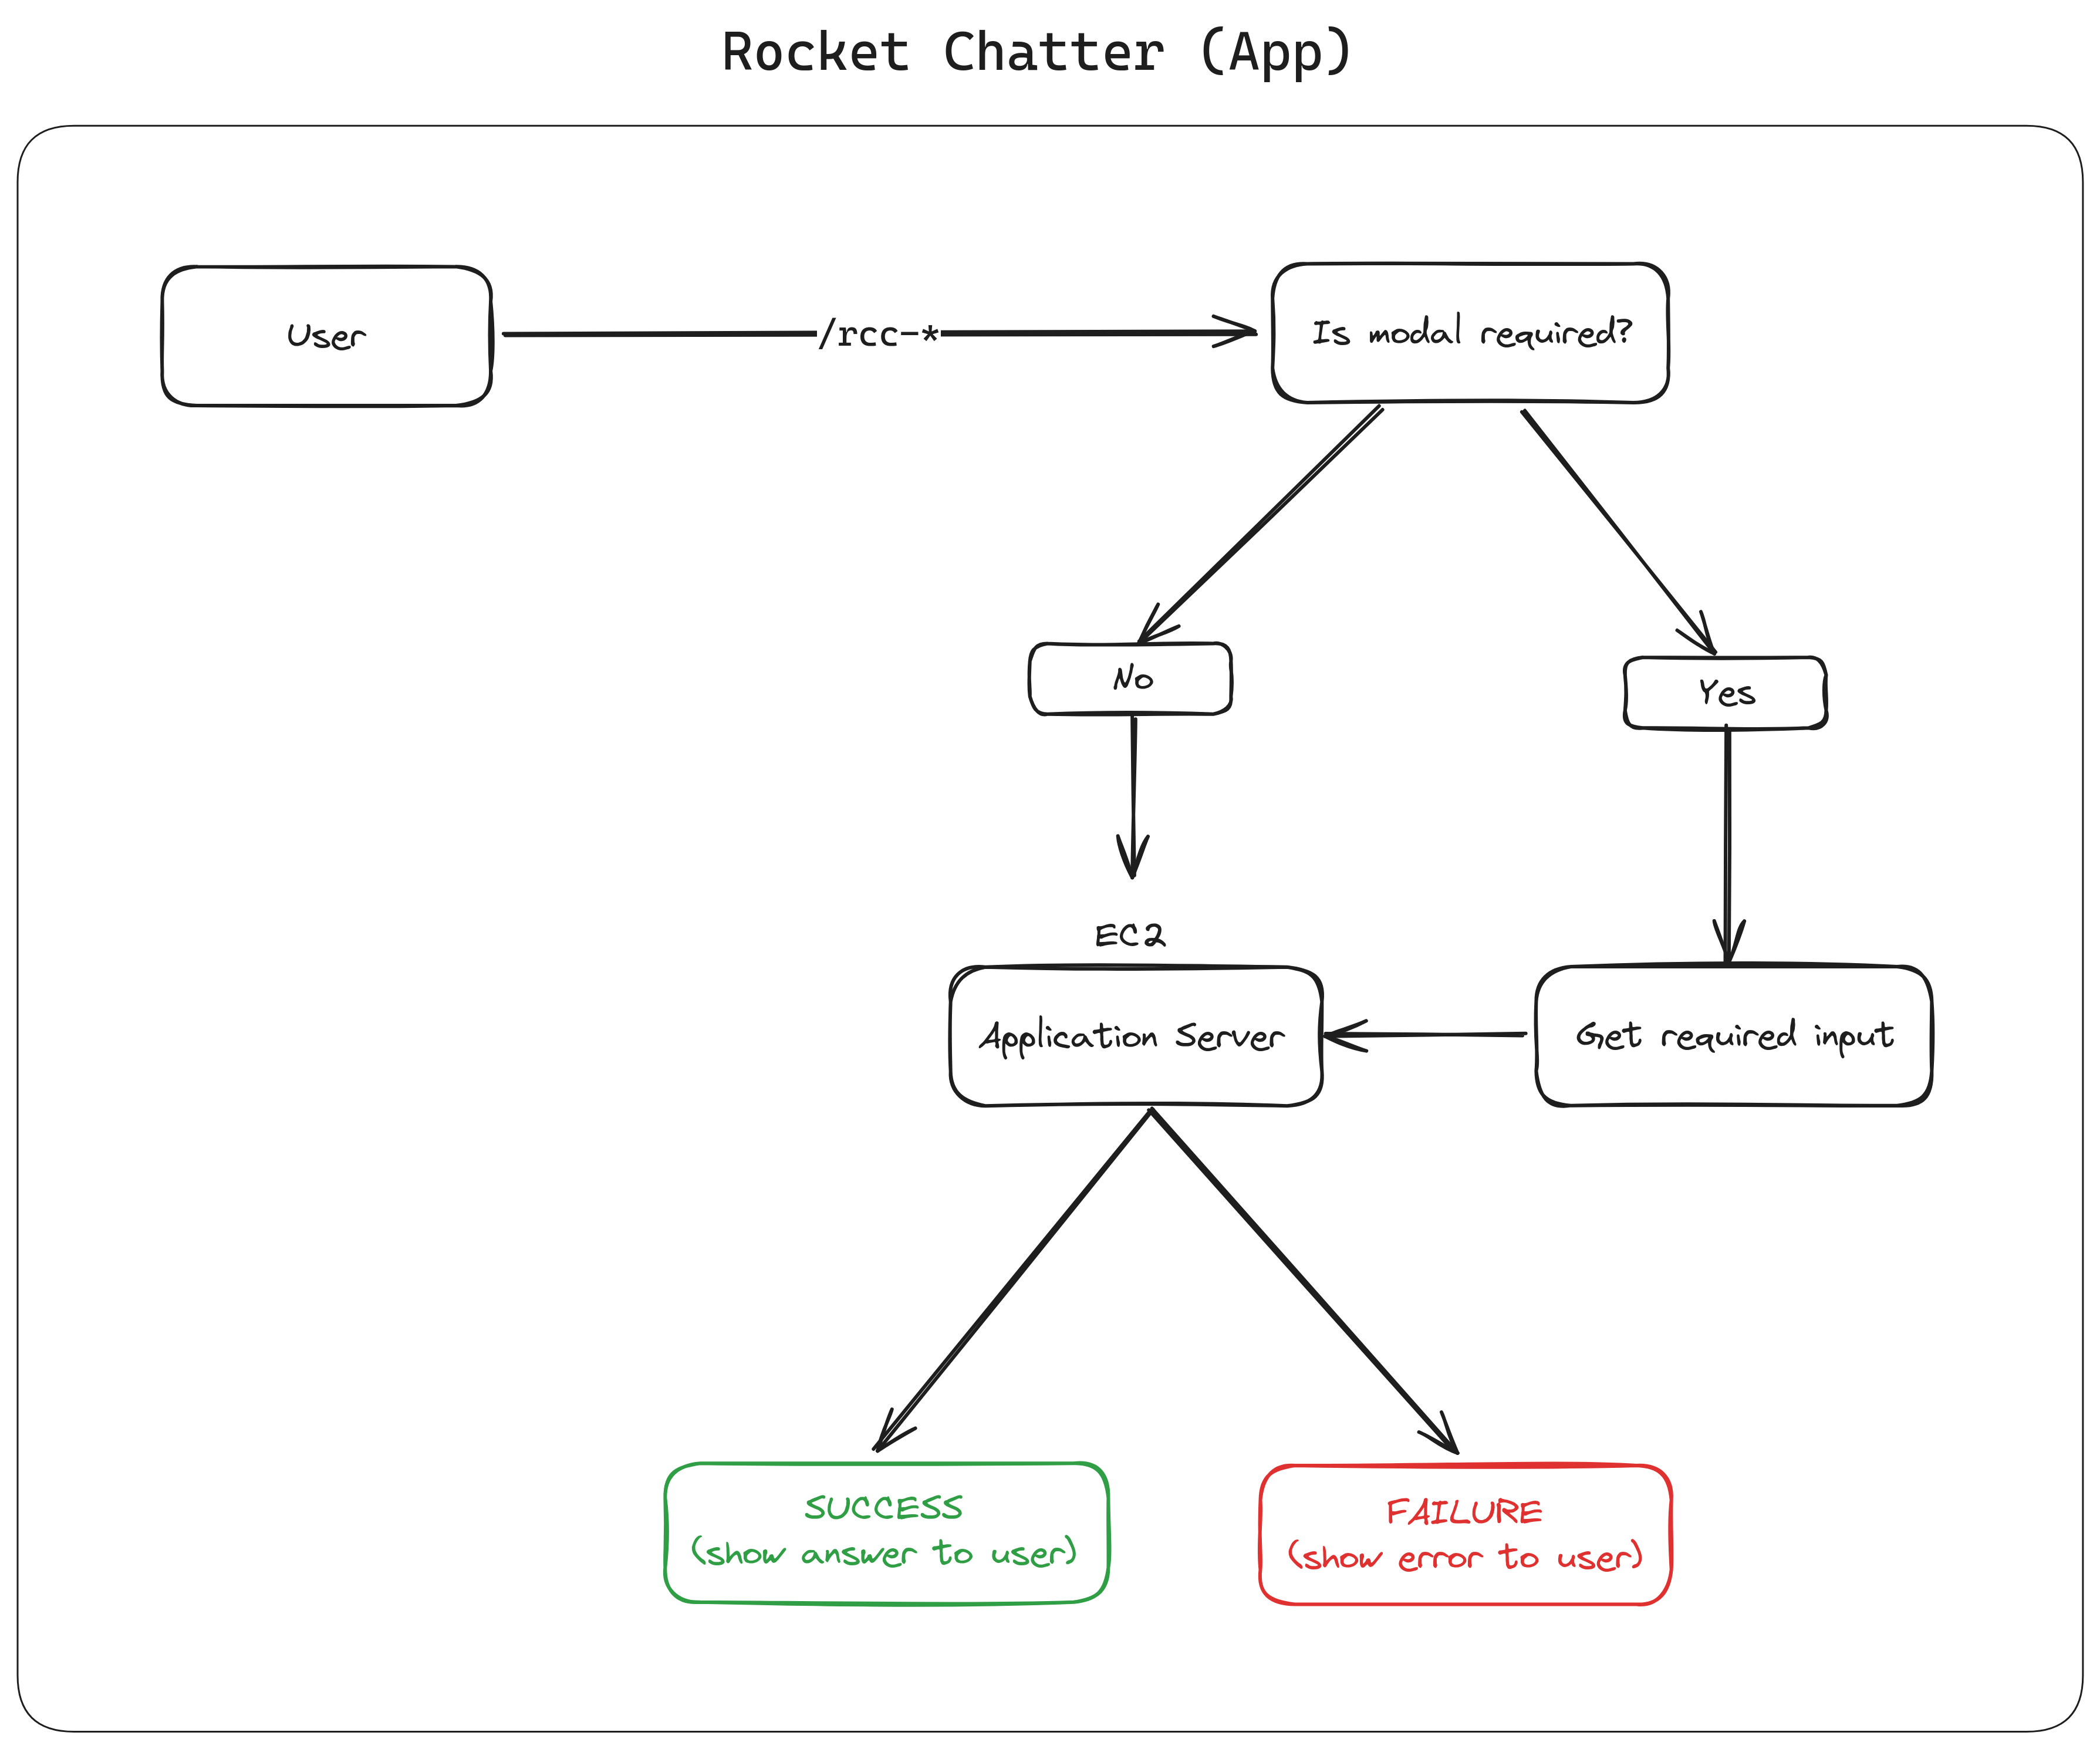 Rocket Chatter (App)
User
/rcc-*
Is modal required?
No
Yes
EC2
Application Server
Get required input
SUCCESS
(show answer to user)
FAILURE
(show error to user)